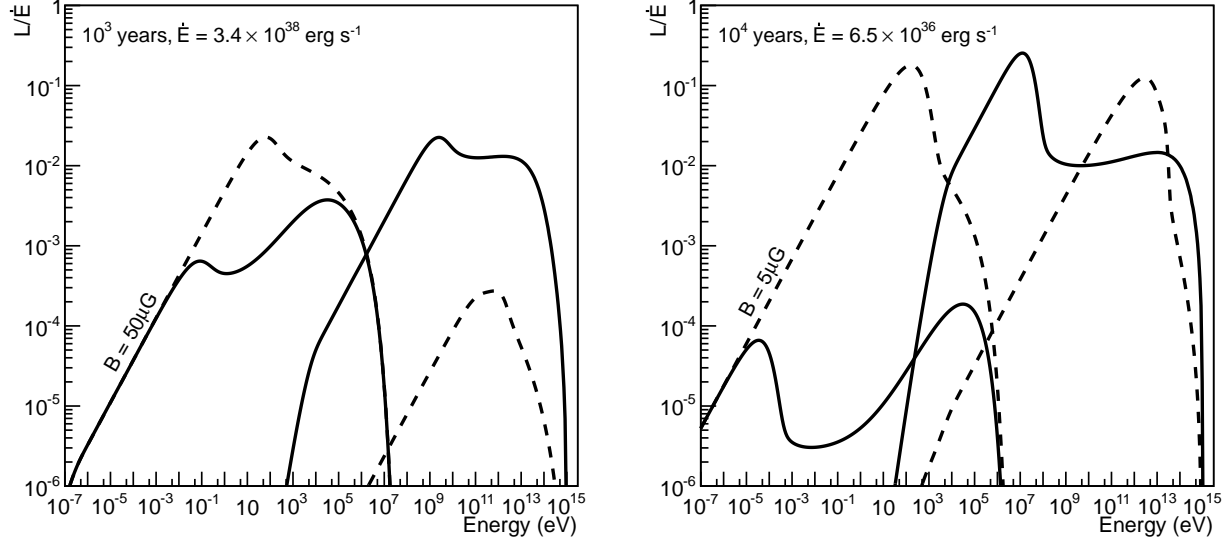 L/Ė
10³ years, Ė = 3.4 × 10³⁸ erg s⁻¹
1
10⁻¹
10⁻²
10⁻³
10⁻⁴
10⁻⁵
10⁻⁶
B = 50μG
10⁻⁷ 10⁻⁵ 10⁻³ 10⁻¹ 10 10³ 10⁵ 10⁷ 10⁹ 10¹¹ 10¹³ 10¹⁵
Energy (eV)
L/Ė
10⁴ years, Ė = 6.5 × 10³⁶ erg s⁻¹
1
10⁻¹
10⁻²
10⁻³
10⁻⁴
10⁻⁵
10⁻⁶
B = 5μG
10⁻⁷ 10⁻⁵ 10⁻³ 10⁻¹ 10 10³ 10⁵ 10⁷ 10⁹ 10¹¹ 10¹³ 10¹⁵
Energy (eV)